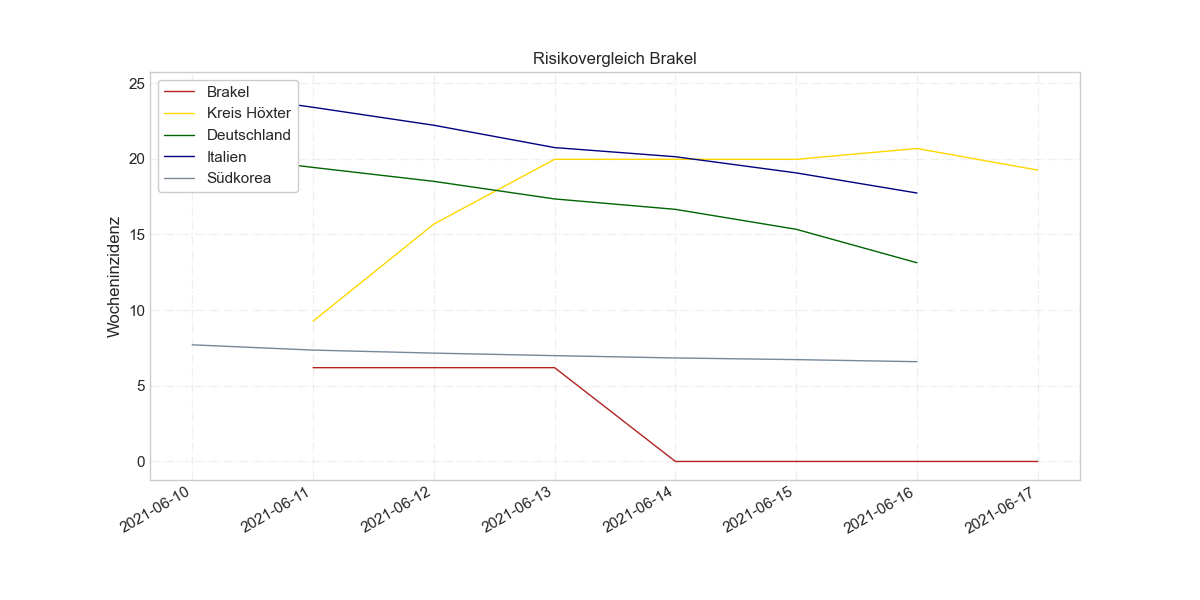 Risikovergleich Brakel
Brakel
Kreis Höxter
Deutschland
Italien
Südkorea
Wocheninzidenz
25
20
15
10
5
0
2021-06-10
2021-06-11
2021-06-12
2021-06-13
2021-06-14
2021-06-15
2021-06-16
2021-06-17